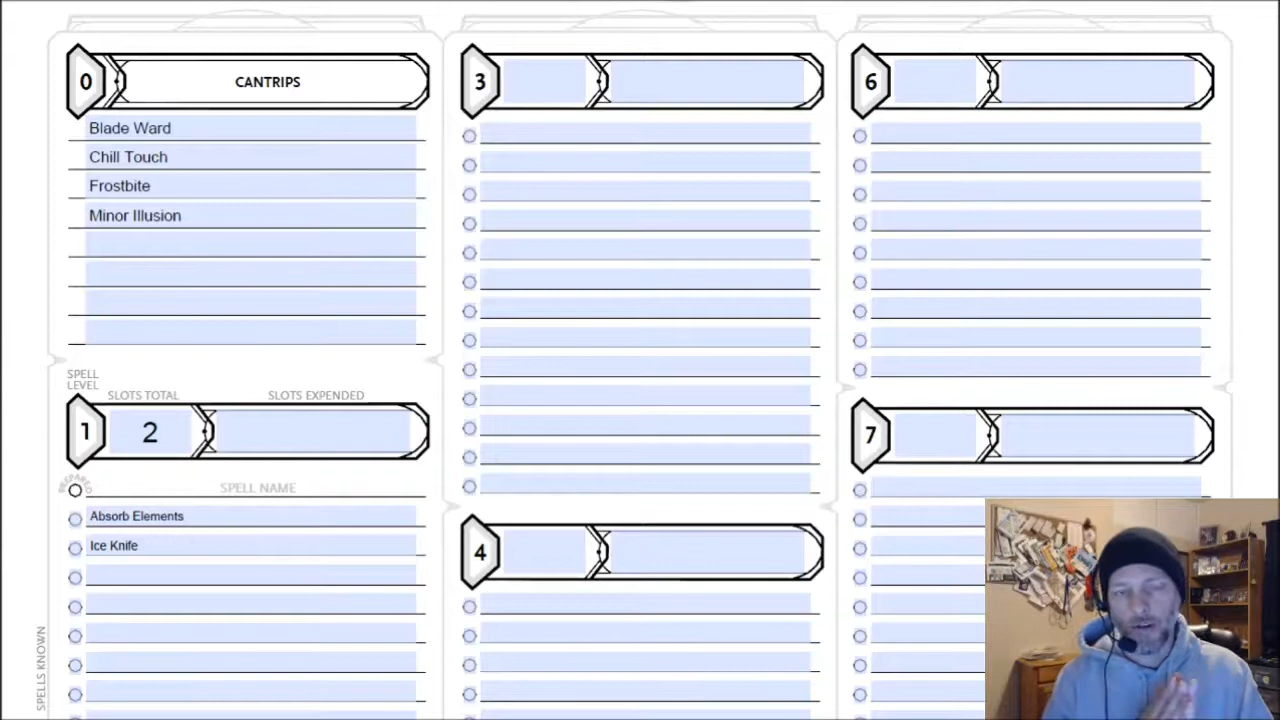 0
CANTRIPS
Blade Ward
Chill Touch
Frostbite
Minor Illusion
SPELL
LEVEL
SLOTS TOTAL
SLOTS EXPENDED
1
2
PREPARED
SPELL NAME
Absorb Elements
Ice Knife
SPELLS KNOWN
3
4
6
7